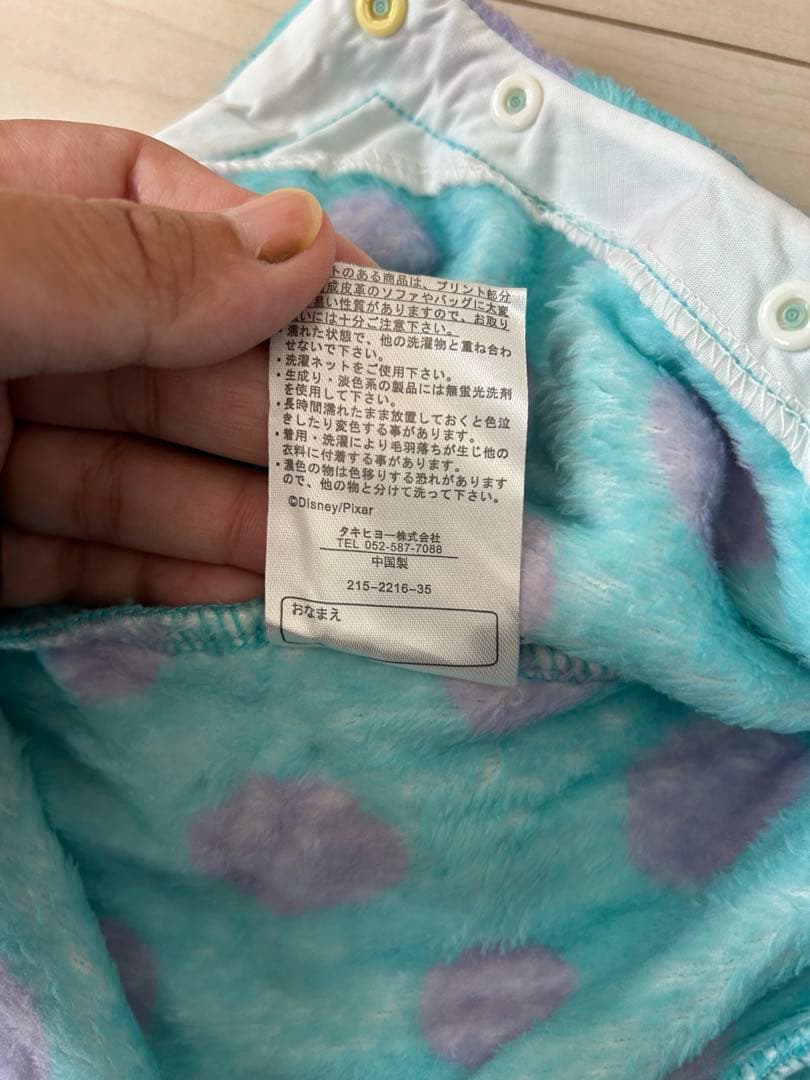 トのある商品は、プリント部分
成皮革のソファやバッグに大変
易い性質がありますので、お取り
いには十分ご注意下さい。
・濡れた状態で、他の洗濯物と重ね合わ
せないで下さい。
・洗濯ネットをご使用下さい。
・生成り・淡色系の製品には無蛍光洗剤
を使用して下さい。
・長時間濡れたまま放置しておくと色泣
きしたり変色する事があります。
・着用・洗濯により毛羽落ちが生じ他の
衣料に付着する事があります。
・濃色の物は色移りする恐れがあります
ので、他の物と分けて洗って下さい。
©Disney/Pixar
タキヒヨー株式会社
TEL 052-587-7088
中国製
215-2216-35
おなまえ